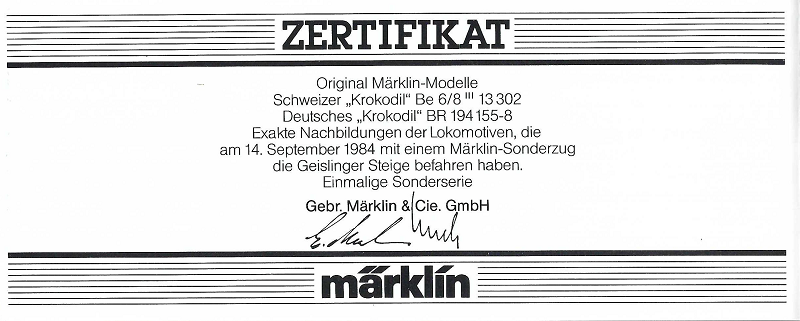 ZERTIFIKAT
Original Märklin-Modelle
Schweizer „Krokodil“ Be 6/8 III 13 302
Deutsches „Krokodil“ BR 194 155-8
Exakte Nachbildungen der Lokomotiven, die
am 14. September 1984 mit einem Märklin-Sonderzug
die Geislinger Steige befahren haben.
Einmalige Sonderserie
Gebr. Märklin & Cie. GmbH
märklin